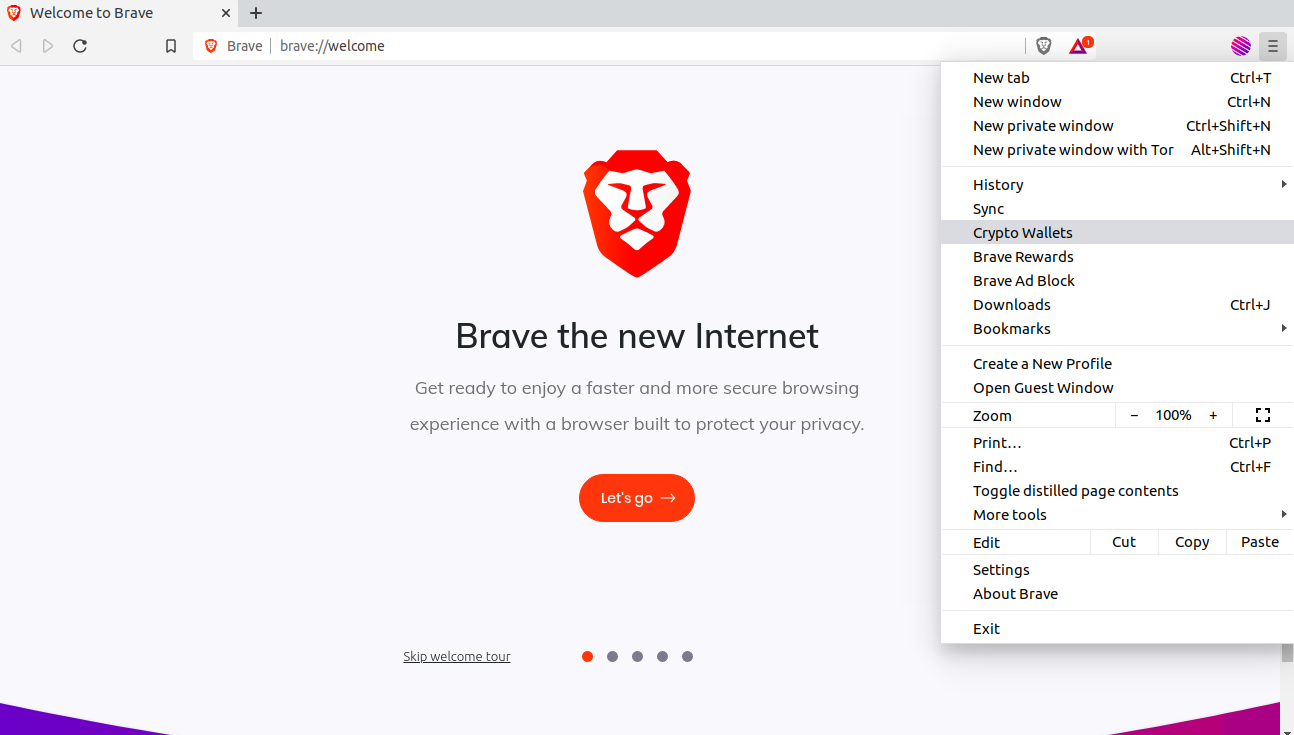 Welcome to Brave
Brave
brave://welcome
1
New tab Ctrl+T
New window Ctrl+N
New private window Ctrl+Shift+N
New private window with Tor Alt+Shift+N
History
Sync
Crypto Wallets
Brave Rewards
Brave Ad Block
Downloads Ctrl+J
Bookmarks
Create a New Profile
Open Guest Window
Zoom − 100% +
Print… Ctrl+P
Find… Ctrl+F
Toggle distilled page contents
More tools
Edit Cut Copy Paste
Settings
About Brave
Exit
Brave the new Internet
Get ready to enjoy a faster and more secure browsing
experience with a browser built to protect your privacy.
Let's go →
Skip welcome tour